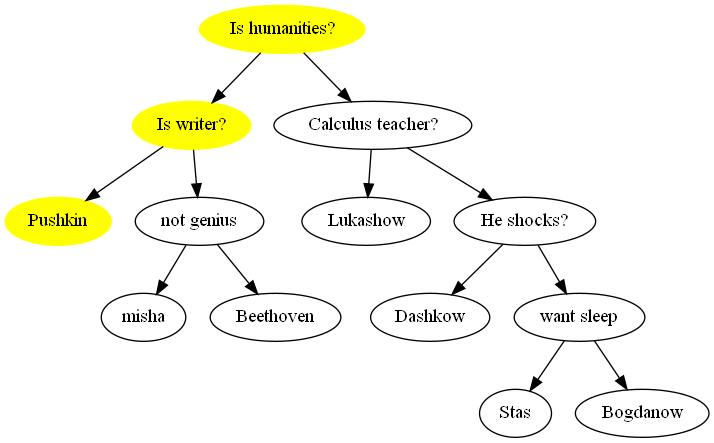 Is humanities?
Is writer?
Calculus teacher?
Pushkin
not genius
Lukashow
He shocks?
misha
Beethoven
Dashkow
want sleep
Stas
Bogdanow